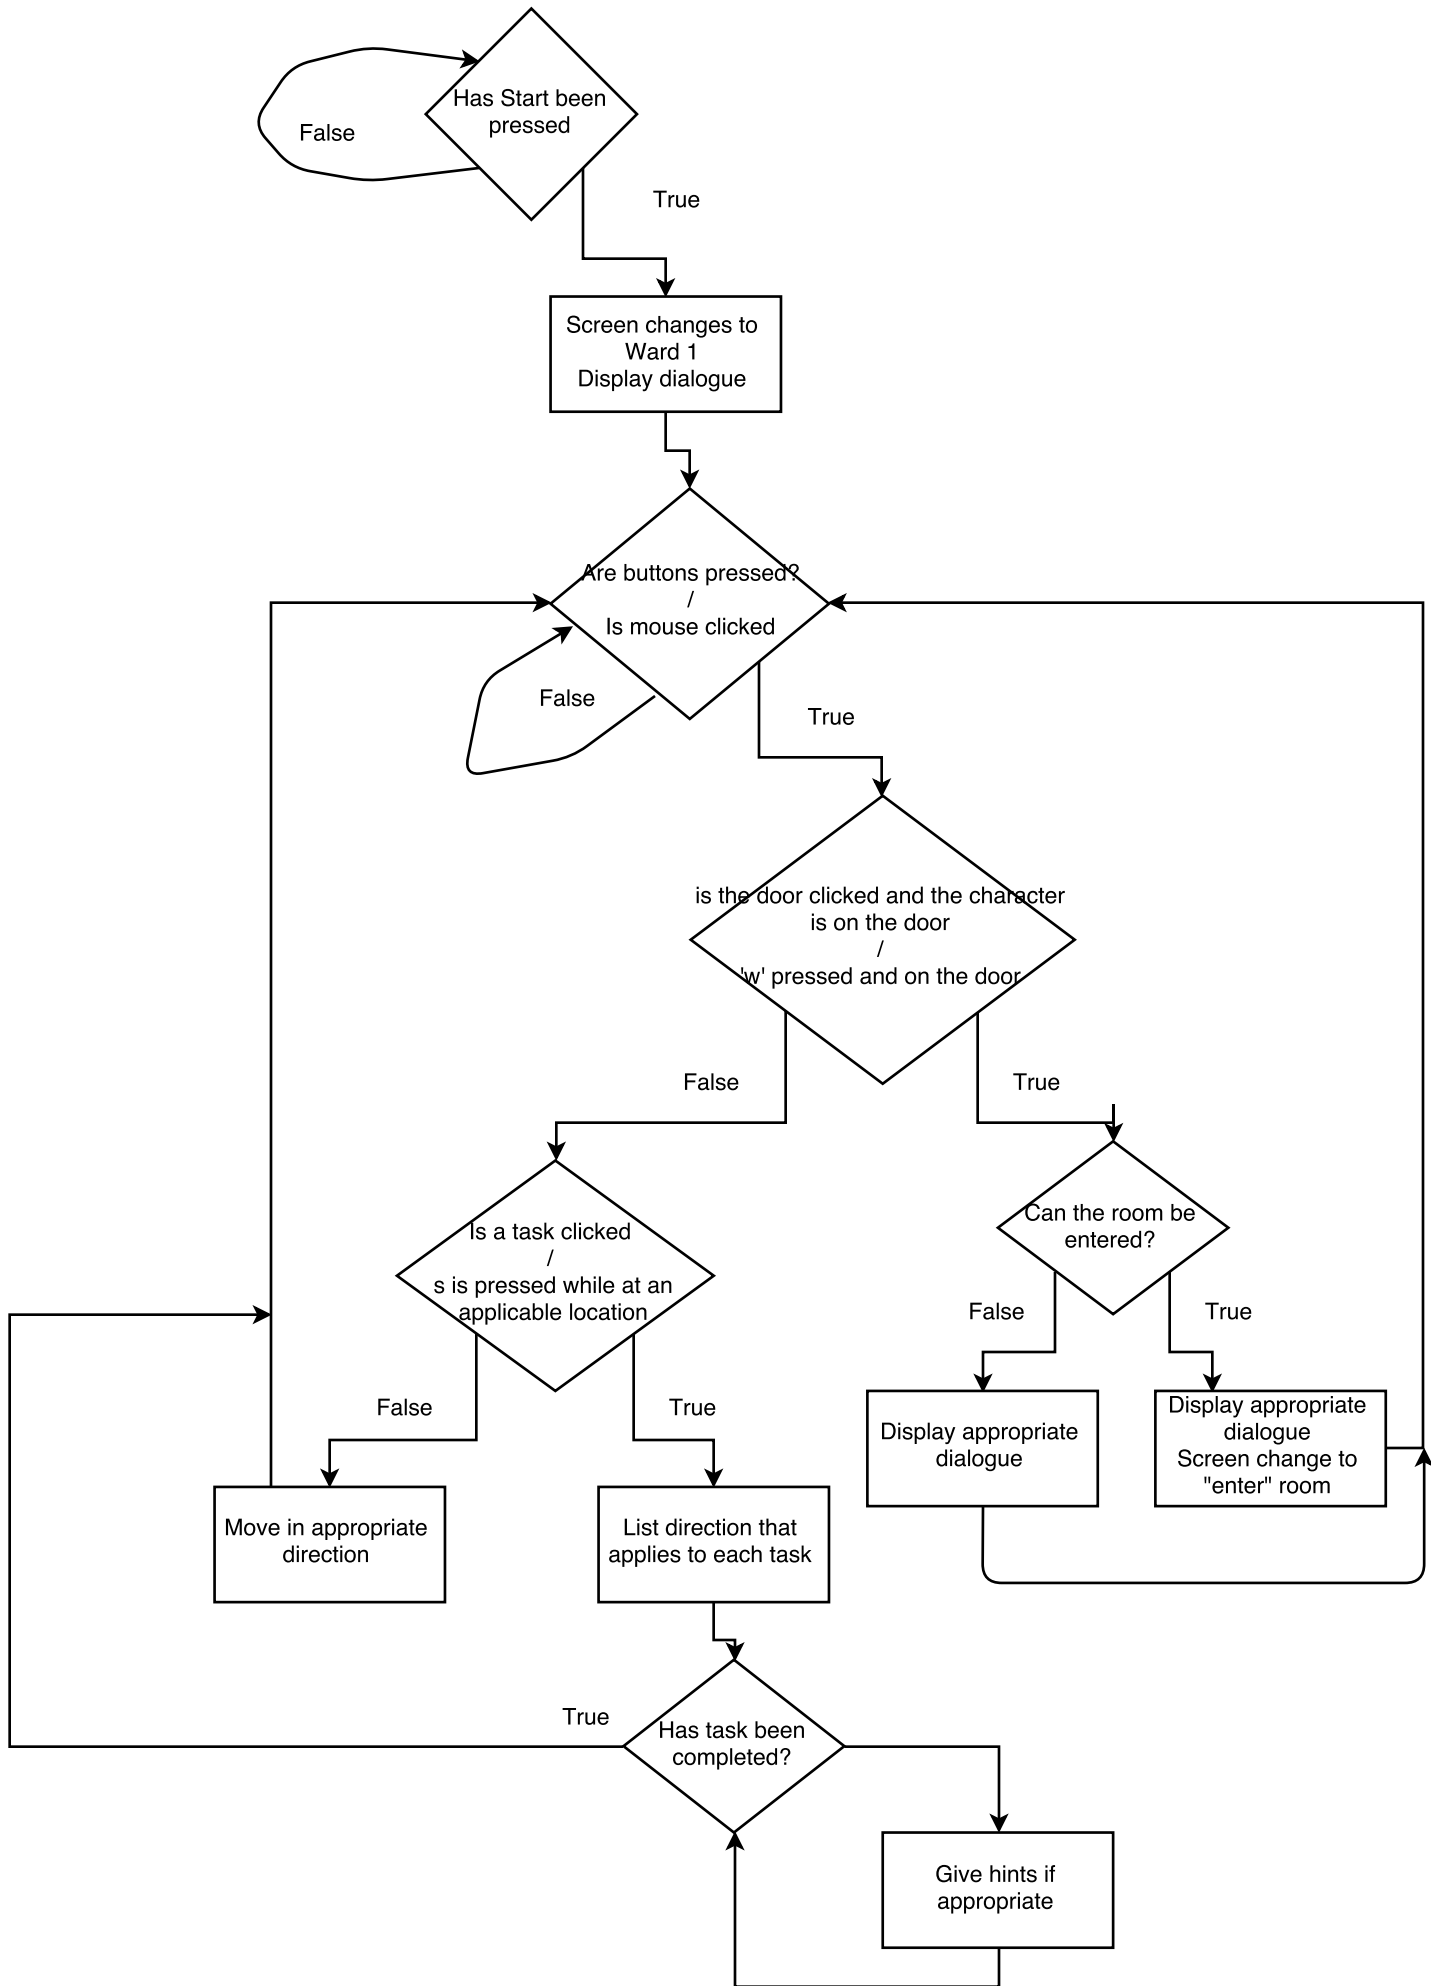 Has Start been
pressed
False
True
Screen changes to
Ward 1
Display dialogue
Are buttons pressed?
/
Is mouse clicked
False
True
is the door clicked and the character
is on the door
/
'w' pressed and on the door
False
True
Is a task clicked
/
s is pressed while at an
applicable location
Can the room be
entered?
False
True
False
True
Display appropriate
dialogue
Display appropriate
dialogue
Screen change to
"enter" room
Move in appropriate
direction
List direction that
applies to each task
True
Has task been
completed?
Give hints if
appropriate